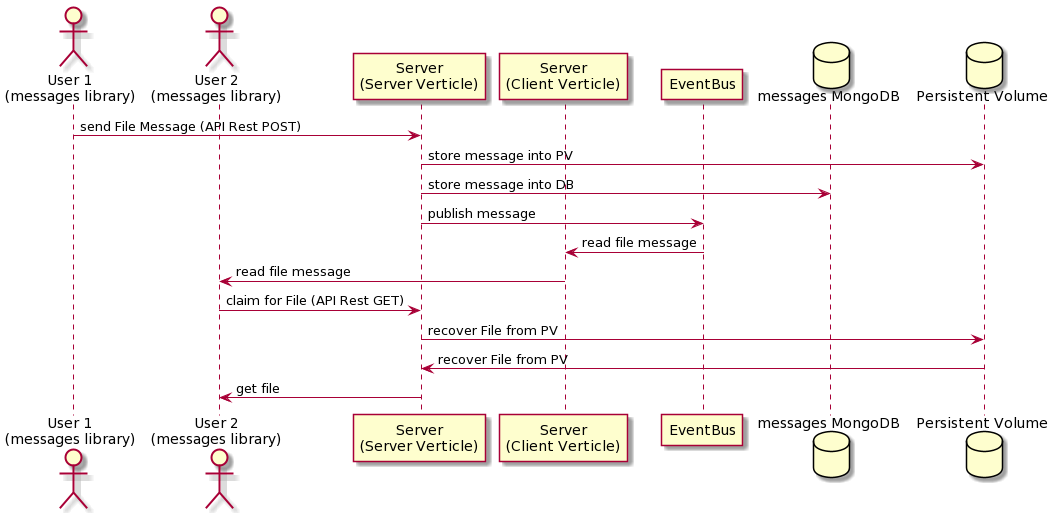 User 1
(messages library)
User 2
(messages library)
Server
(Server Verticle)
Server
(Client Verticle)
EventBus
messages MongoDB
Persistent Volume
send File Message (API Rest POST)
store message into PV
store message into DB
publish message
read file message
read file message
claim for File (API Rest GET)
recover File from PV
recover File from PV
get file
User 1
(messages library)
User 2
(messages library)
Server
(Server Verticle)
Server
(Client Verticle)
EventBus
messages MongoDB
Persistent Volume